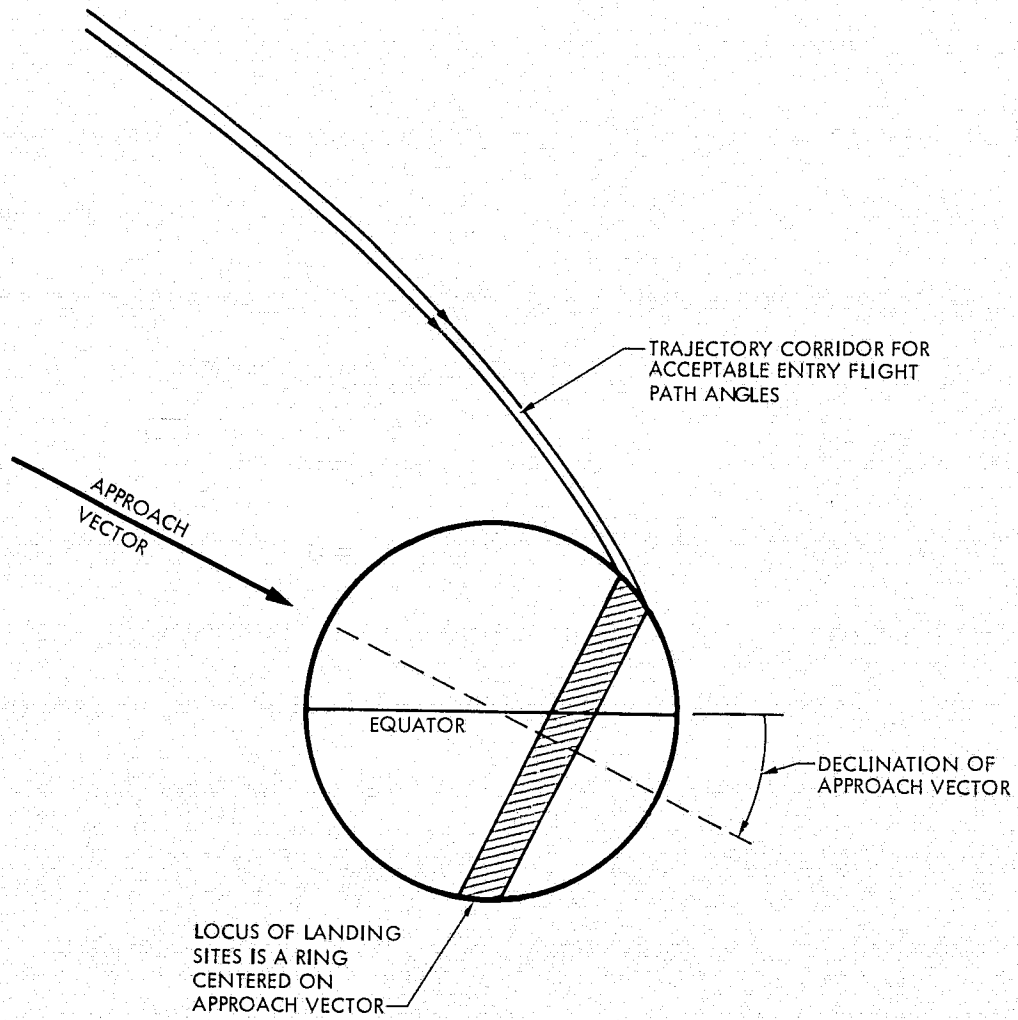 TRAJECTORY CORRIDOR FOR
ACCEPTABLE ENTRY FLIGHT
PATH ANGLES
APPROACH
VECTOR
EQUATOR
DECLINATION OF
APPROACH VECTOR
LOCUS OF LANDING
SITES IS A RING
CENTERED ON
APPROACH VECTOR